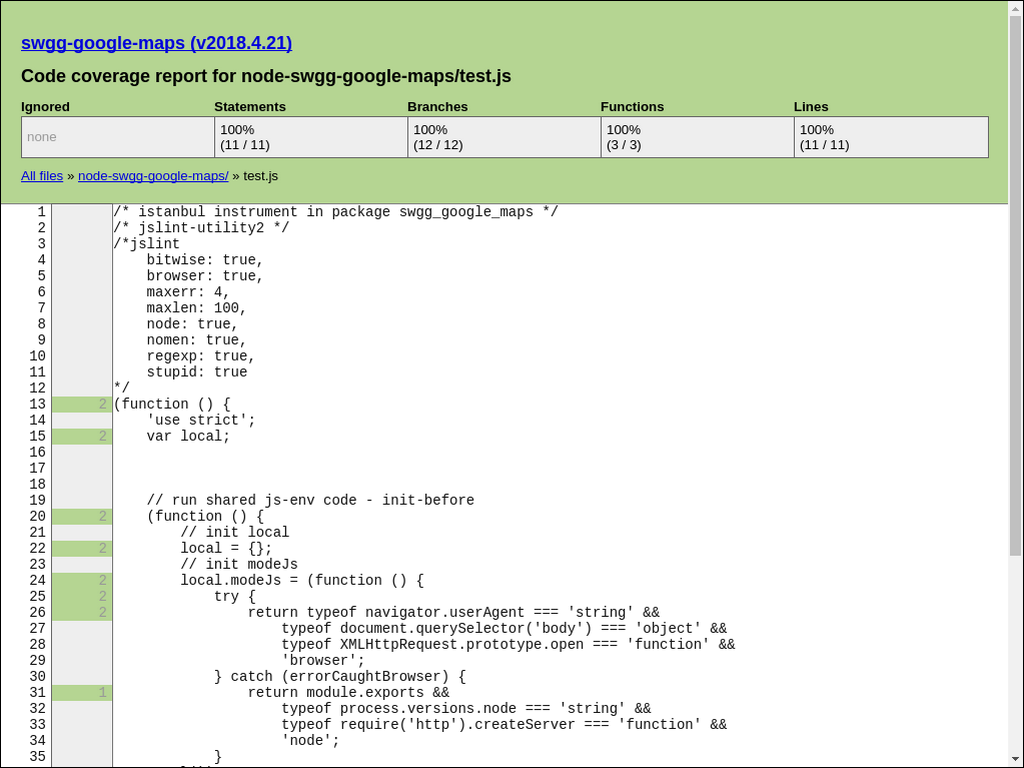 swgg-google-maps (v2018.4.21)
Code coverage report for node-swgg-google-maps/test.js
Ignored Statements Branches Functions Lines
none 100% 100% 100% 100%
(11 / 11) (12 / 12) (3 / 3) (11 / 11)
All files » node-swgg-google-maps/ » test.js
1 /* istanbul instrument in package swgg_google_maps */
2 /* jslint-utility2 */
3 /*jslint
4     bitwise: true,
5     browser: true,
6     maxerr: 4,
7     maxlen: 100,
8     node: true,
9     nomen: true,
10     regexp: true,
11     stupid: true
12 */
13 2 (function () {
14     'use strict';
15 2     var local;
16
17
18
19     // run shared js-env code - init-before
20 2     (function () {
21         // init local
22 2         local = {};
23         // init modeJs
24 2         local.modeJs = (function () {
25 2             try {
26 2                 return typeof navigator.userAgent === 'string' &&
27                     typeof document.querySelector('body') === 'object' &&
28                     typeof XMLHttpRequest.prototype.open === 'function' &&
29                     'browser';
30             } catch (errorCaughtBrowser) {
31 1                 return module.exports &&
32                     typeof process.versions.node === 'string' &&
33                     typeof require('http').createServer === 'function' &&
34                     'node';
35             }